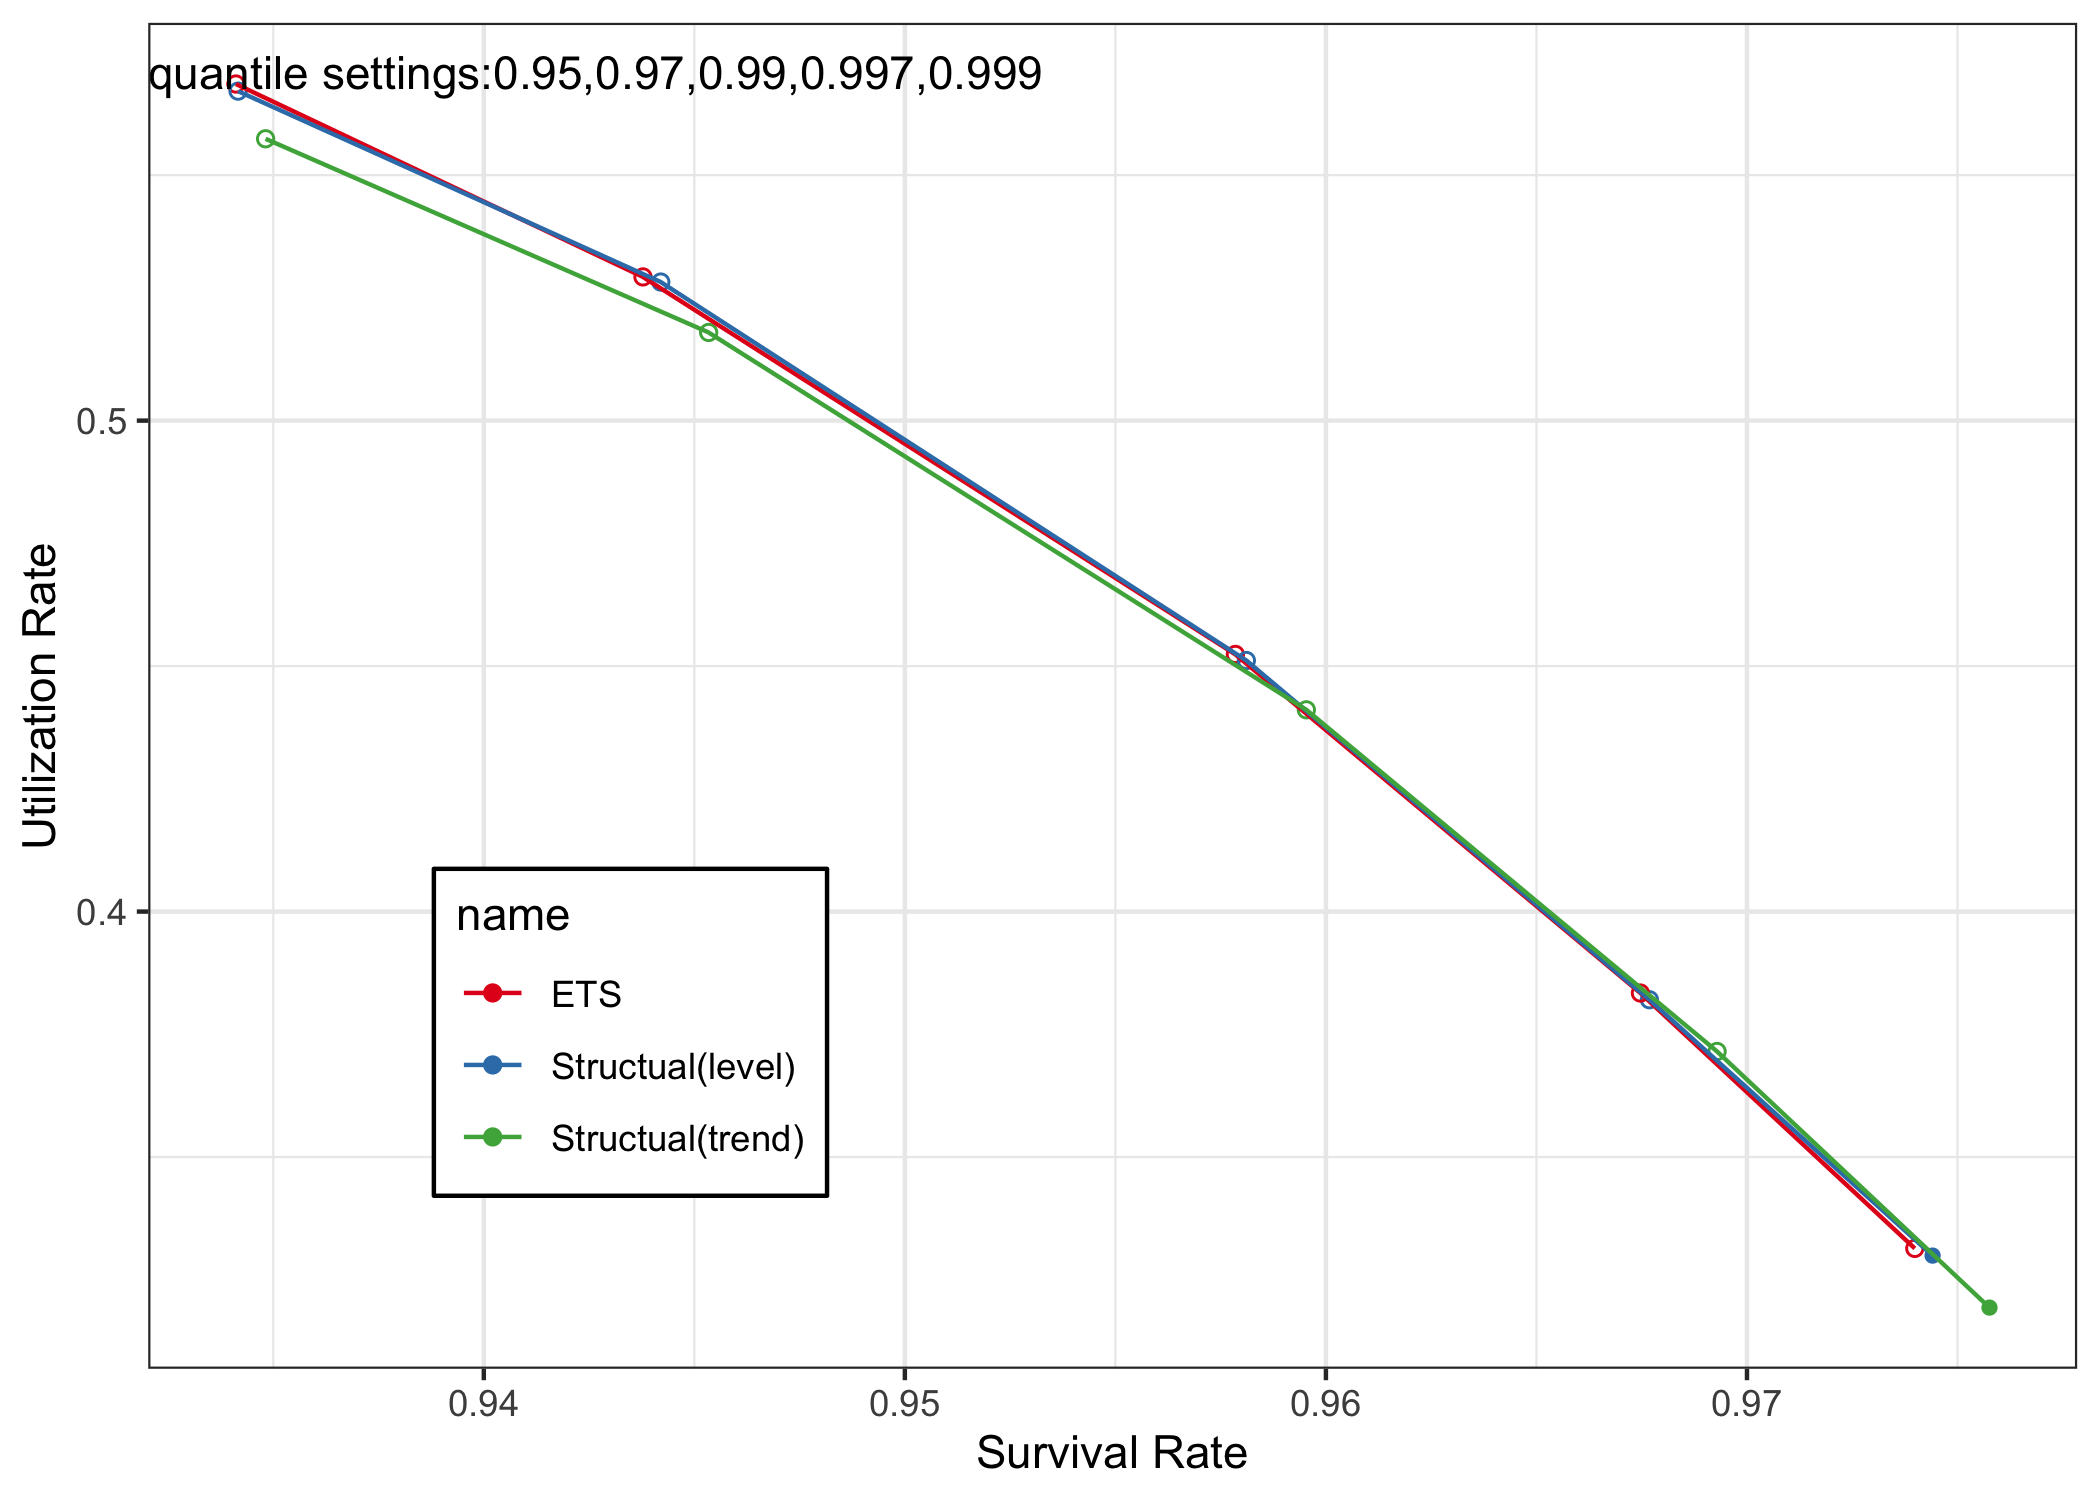 quantile settings:0.95,0.97,0.99,0.997,0.999
0.5
0.4
Utilization Rate
name
ETS
Structual(level)
Structual(trend)
0.94 0.95 0.96 0.97
Survival Rate